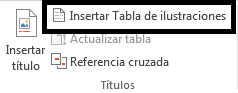 Insertar Tabla de ilustraciones
Insertar
título
Actualizar tabla
Referencia cruzada
Títulos